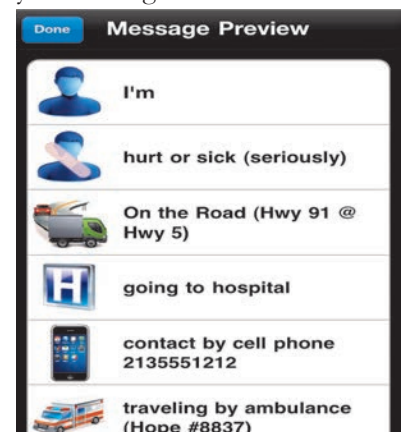 Done
Message Preview
I'm
hurt or sick (seriously)
On the Road (Hwy 91 @
Hwy 5)
going to hospital
H
contact by cell phone
2135551212
traveling by ambulance
(Hope #8837)